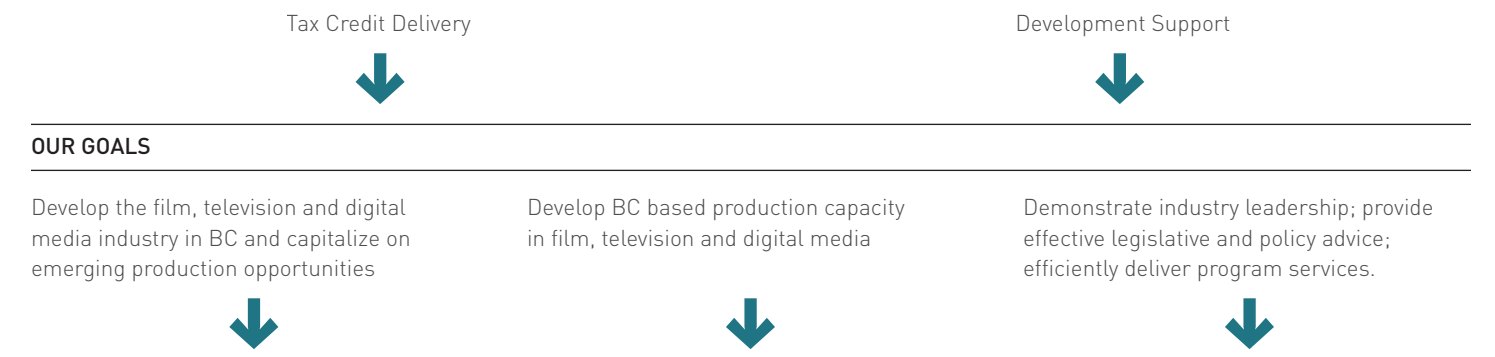 Tax Credit Delivery
Development Support
OUR GOALS
Develop the film, television and digital
media industry in BC and capitalize on
emerging production opportunities
Develop BC based production capacity
in film, television and digital media
Demonstrate industry leadership; provide
effective legislative and policy advice;
efficiently deliver program services.